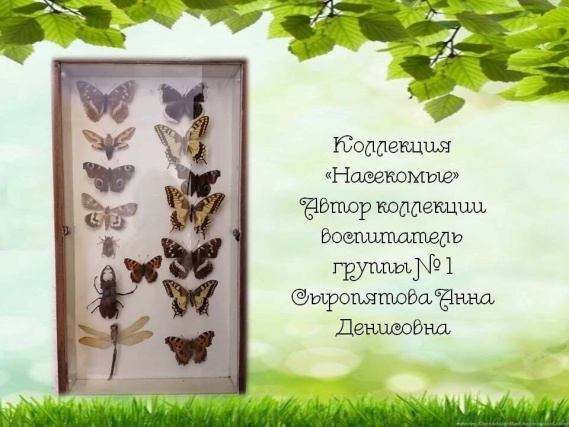 Коллекция
«Насекомые»
Автор коллекции
воспитатель
группы № 1
Сыропятова Анна
Денисовна